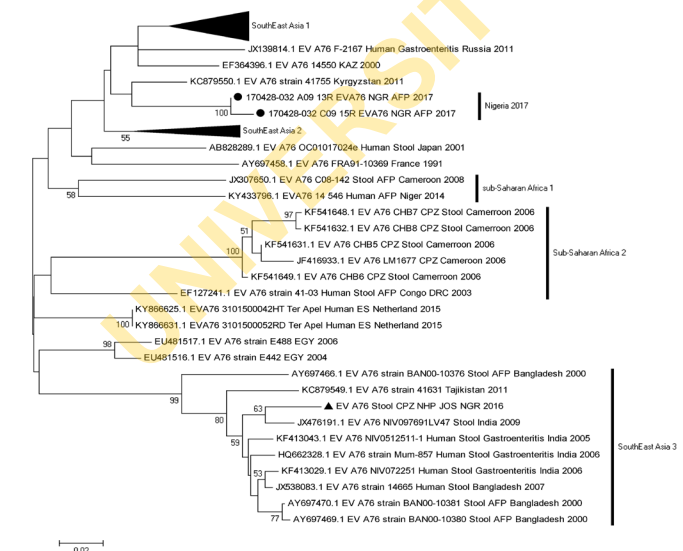 SouthEast Asia 1
JX139814.1 EV A76 F-2167 Human Gastroenteritis Russia 2011
EF364396.1 EV A76 14550 KAZ 2000
KC879550.1 EV A76 strain 41755 Kyrgyzstan 2011
170428-032 A09 13R EVA76 NGR AFP 2017
100 170428-032 C09 15R EVA76 NGR AFP 2017
Nigeria 2017
SouthEast Asia 2
55
AB828289.1 EV A76 OC01017024e Human Stool Japan 2001
AY697458.1 EV A76 FRA91-10369 France 1991
JX307650.1 EV A76 C08-142 Stool AFP Cameroon 2008
58 KY433796.1 EVA76 14 546 Human AFP Niger 2014
sub-Saharan Africa 1
97 KF541648.1 EV A76 CHB7 CPZ Stool Cameroon 2006
KF541632.1 EV A76 CHB8 CPZ Stool Cameroon 2006
51
KF541631.1 EV A76 CHB5 CPZ Stool Cameroon 2006
100
JF416933.1 EV A76 LM1677 CPZ Stool Cameroon 2006
KF541649.1 EV A76 CHB6 CPZ Stool Cameroon 2006
Sub-Saharan Africa 2
EF127241.1 EV A76 strain 41-03 Human Stool AFP Congo DRC 2003
KY866625.1 EVA76 3101500042HT Ter Apel Human ES Netherland 2015
100 KY866631.1 EVA76 3101500052RD Ter Apel Human ES Netherland 2015
98 EU481517.1 EV A76 strain E488 EGY 2006
EU481516.1 EV A76 strain E442 EGY 2004
AY697466.1 EV A76 strain BAN00-10376 Stool AFP Bangladesh 2000
99
KC879549.1 EV A76 strain 41631 Tajikistan 2011
63 EV A76 Stool CPZ NHP JOS NGR 2016
80
JX476191.1 EV A76 NIV097691LV47 Stool India 2009
59
KF413043.1 EV A76 NIV0512511-1 Human Stool Gastroenteritis India 2005
HQ662328.1 EV A76 strain Mum-857 Human Stool Gastroenteritis India 2006
SouthEast Asia 3
53 KF413029.1 EV A76 NIV072251 Human Stool Gastroenteritis India 2006
JX538083.1 EV A76 strain 14665 Human Stool Bangladesh 2007
AY697470.1 EV A76 strain BAN00-10381 Stool AFP Bangladesh 2000
77 AY697469.1 EV A76 strain BAN00-10380 Stool AFP Bangladesh 2000
0.02
UNIVERSIT